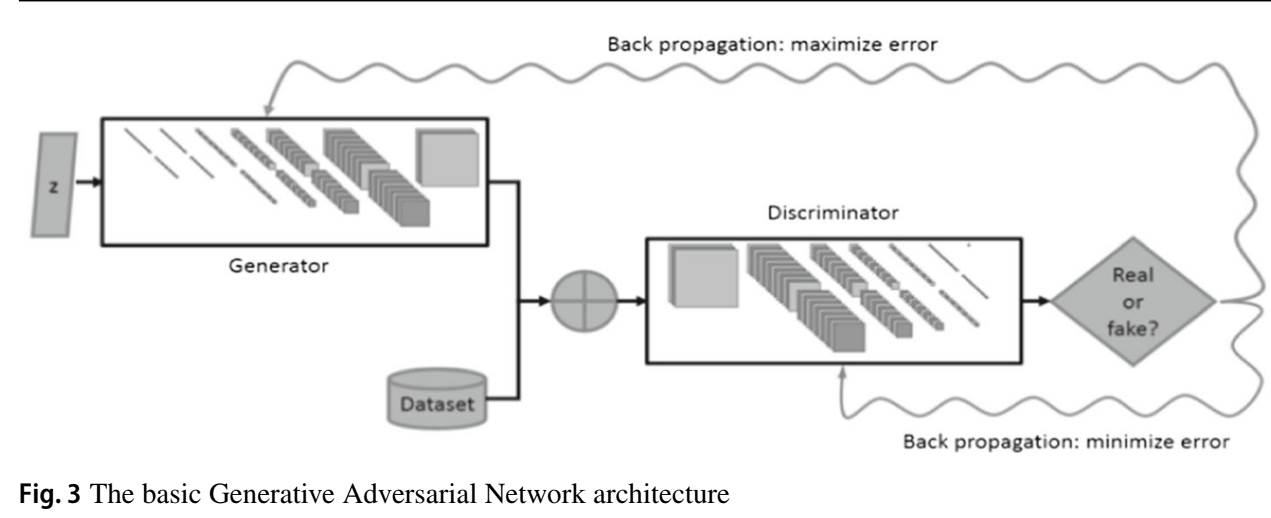 Back propagation: maximize error
z
Generator
Discriminator
Real
or
fake?
Dataset
Back propagation: minimize error
Fig. 3 The basic Generative Adversarial Network architecture